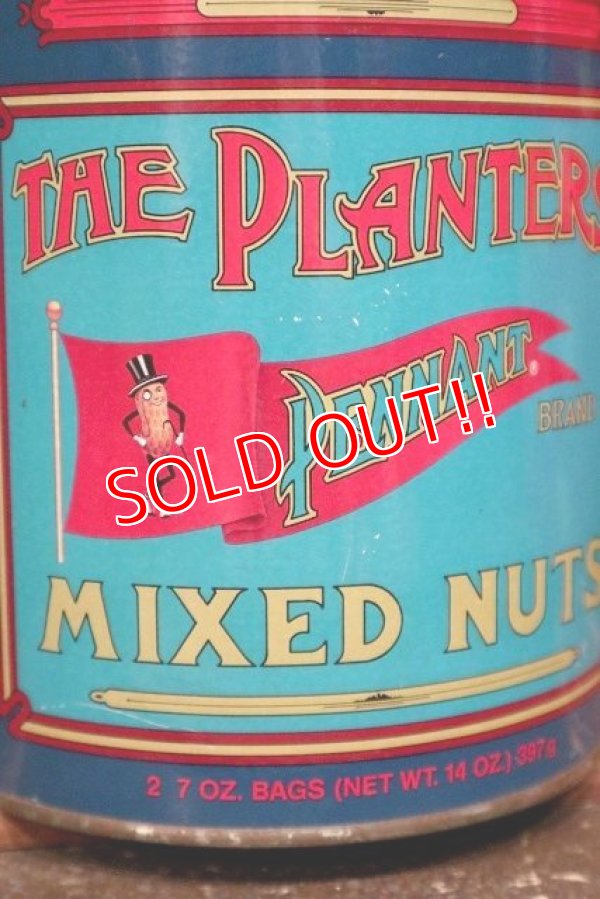 THE PLANTERS
PENNANT®
BRAND
SOLD OUT!!
MIXED NUTS
2 7 OZ. BAGS (NET WT. 14 OZ.) 397g